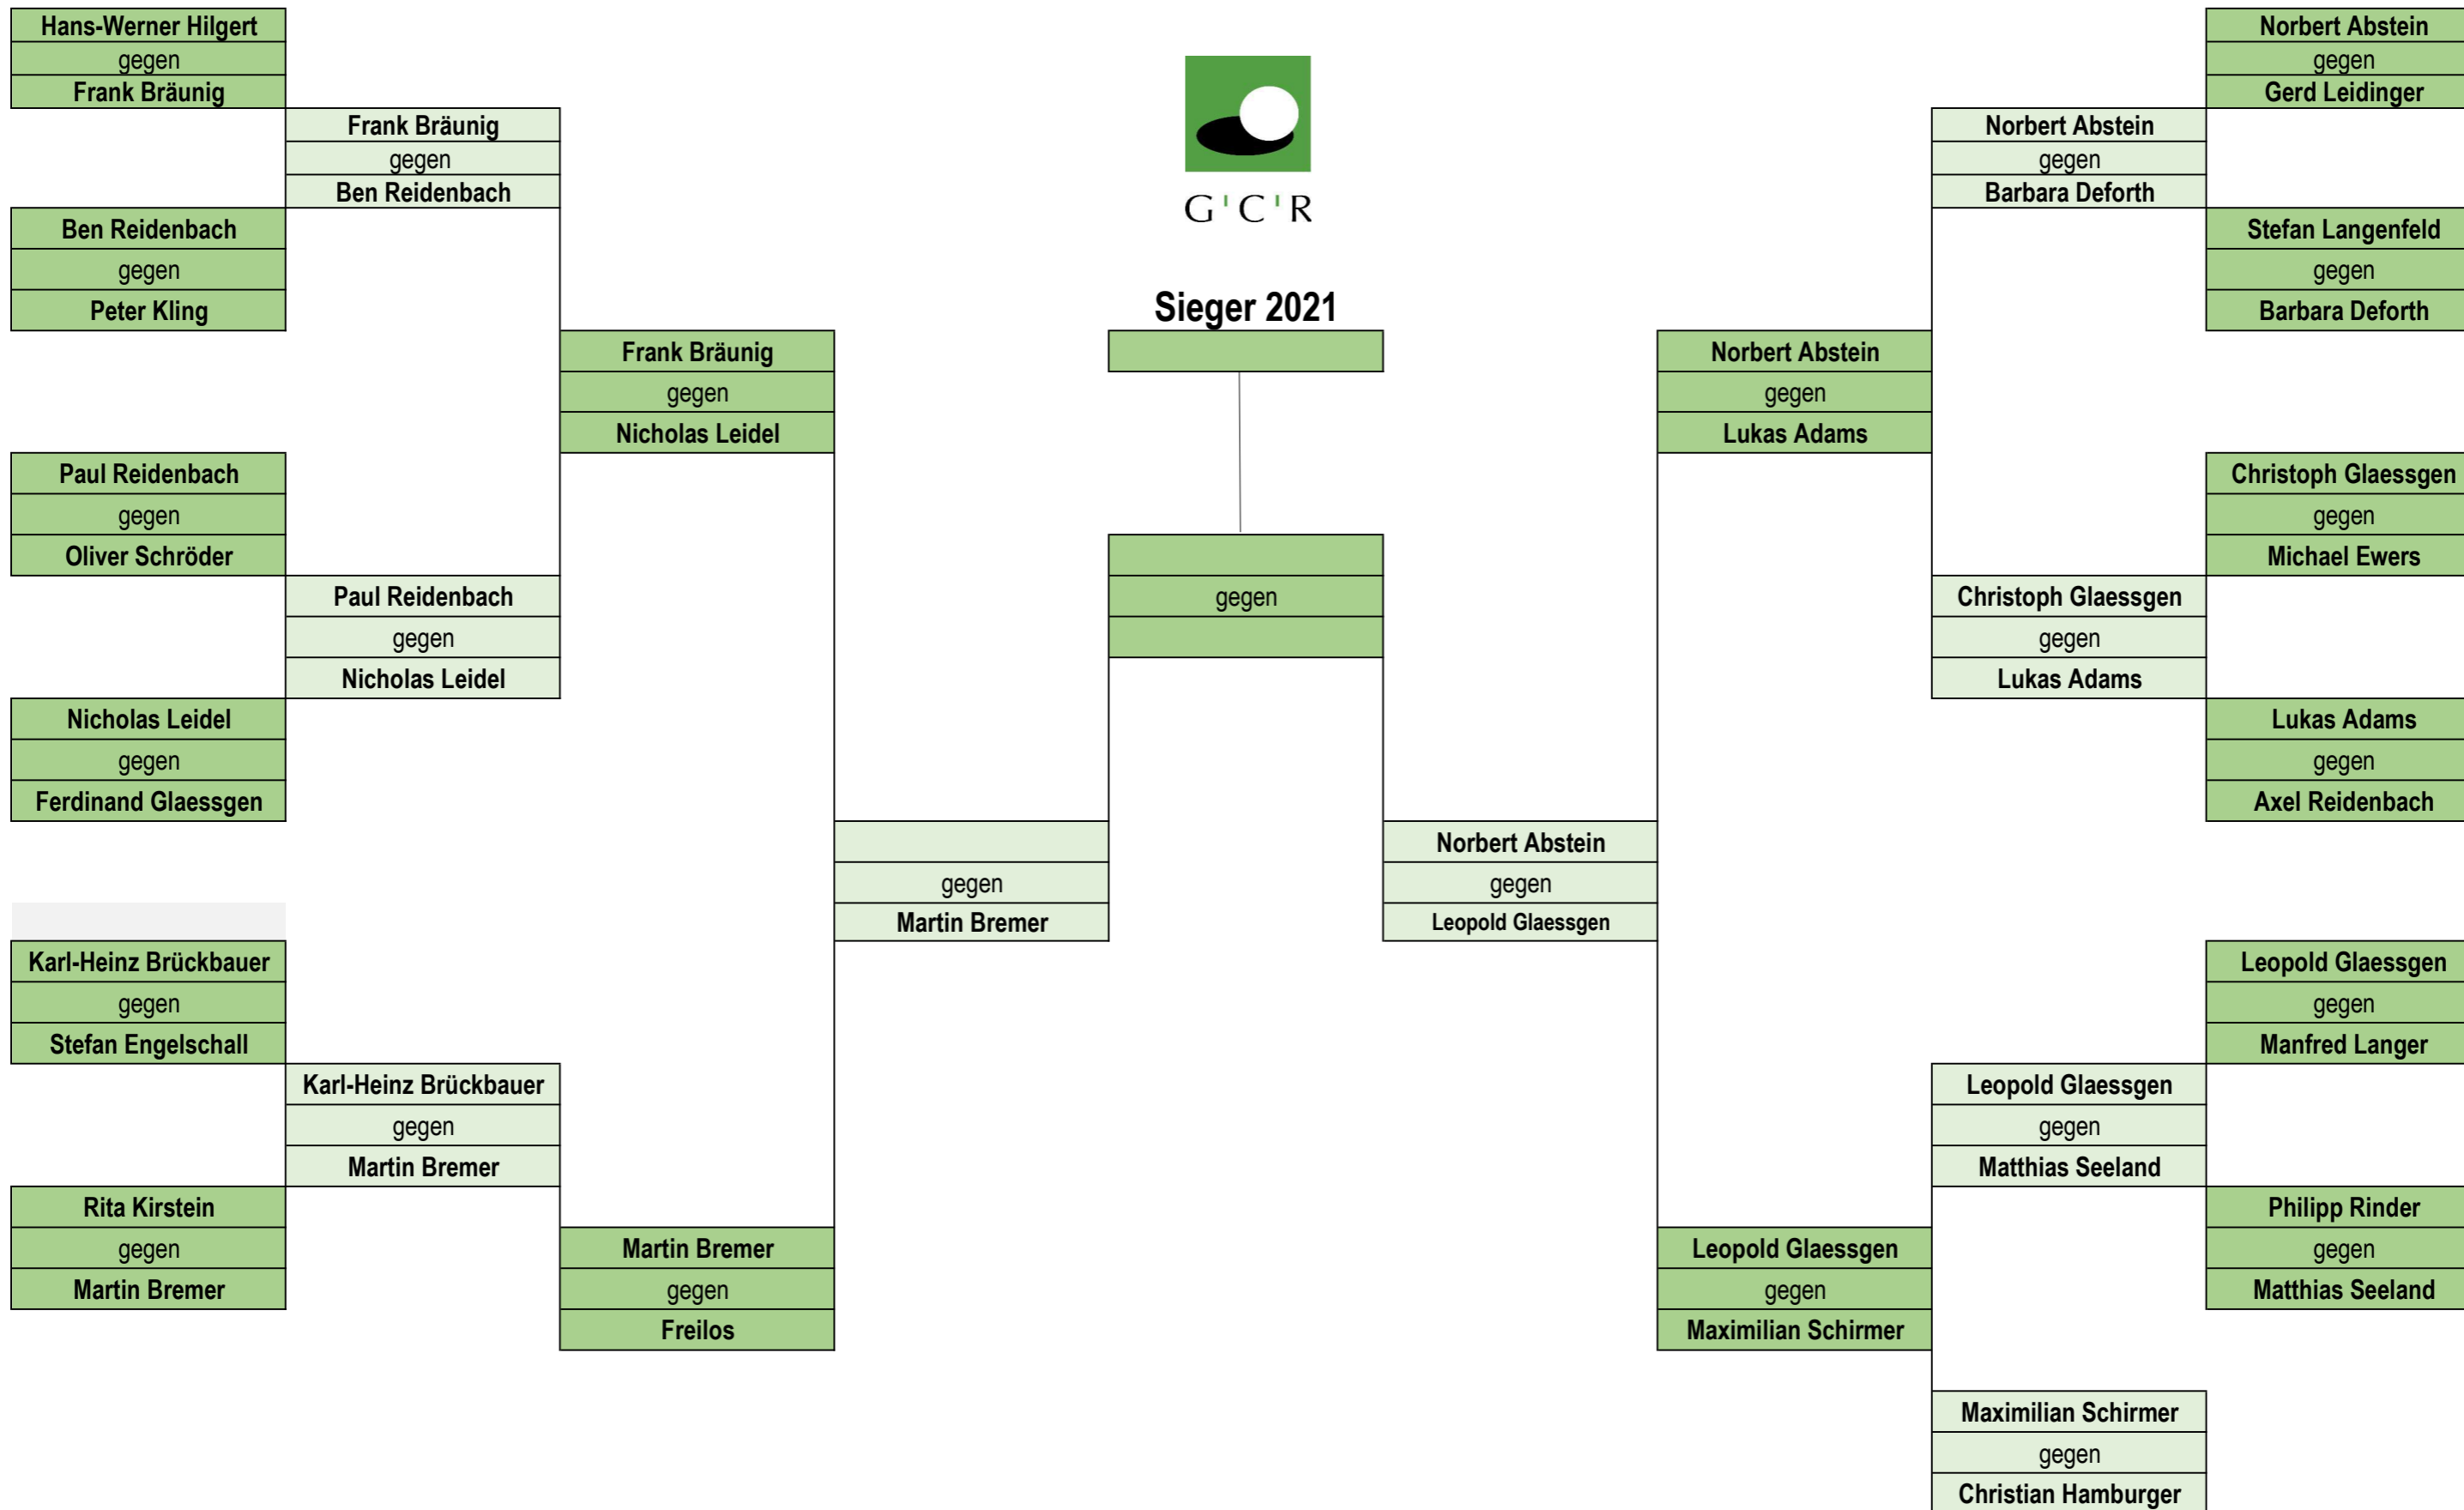 Hans-Werner Hilgert
gegen
Frank Bräunig
Ben Reidenbach
gegen
Peter Kling
Paul Reidenbach
gegen
Oliver Schröder
Nicholas Leidel
gegen
Ferdinand Glaessgen
Karl-Heinz Brückbauer
gegen
Stefan Engelschall
Rita Kirstein
gegen
Martin Bremer
Frank Bräunig
gegen
Ben Reidenbach
Paul Reidenbach
gegen
Nicholas Leidel
Karl-Heinz Brückbauer
gegen
Martin Bremer
Frank Bräunig
gegen
Nicholas Leidel
Martin Bremer
gegen
Freilos
gegen
Martin Bremer
G'C'R
Sieger 2021
gegen
Norbert Abstein
gegen
Leopold Glaessgen
Norbert Abstein
gegen
Lukas Adams
Leopold Glaessgen
gegen
Maximilian Schirmer
Norbert Abstein
gegen
Barbara Deforth
Christoph Glaessgen
gegen
Lukas Adams
Leopold Glaessgen
gegen
Matthias Seeland
Maximilian Schirmer
gegen
Christian Hamburger
Norbert Abstein
gegen
Gerd Leidinger
Stefan Langenfeld
gegen
Barbara Deforth
Christoph Glaessgen
gegen
Michael Ewers
Lukas Adams
gegen
Axel Reidenbach
Leopold Glaessgen
gegen
Manfred Langer
Philipp Rinder
gegen
Matthias Seeland